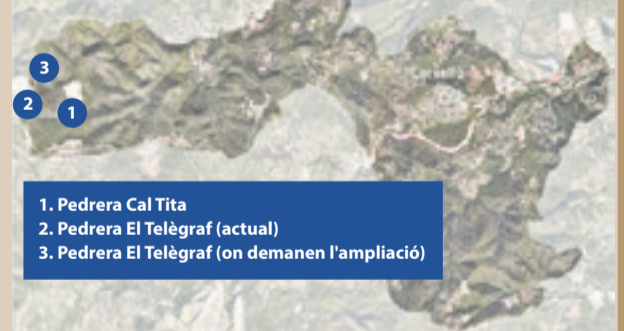 3
2
1
1. Pedrera Cal Tita
2. Pedrera El Telègraf (actual)
3. Pedrera El Telègraf (on demanen l'ampliació)